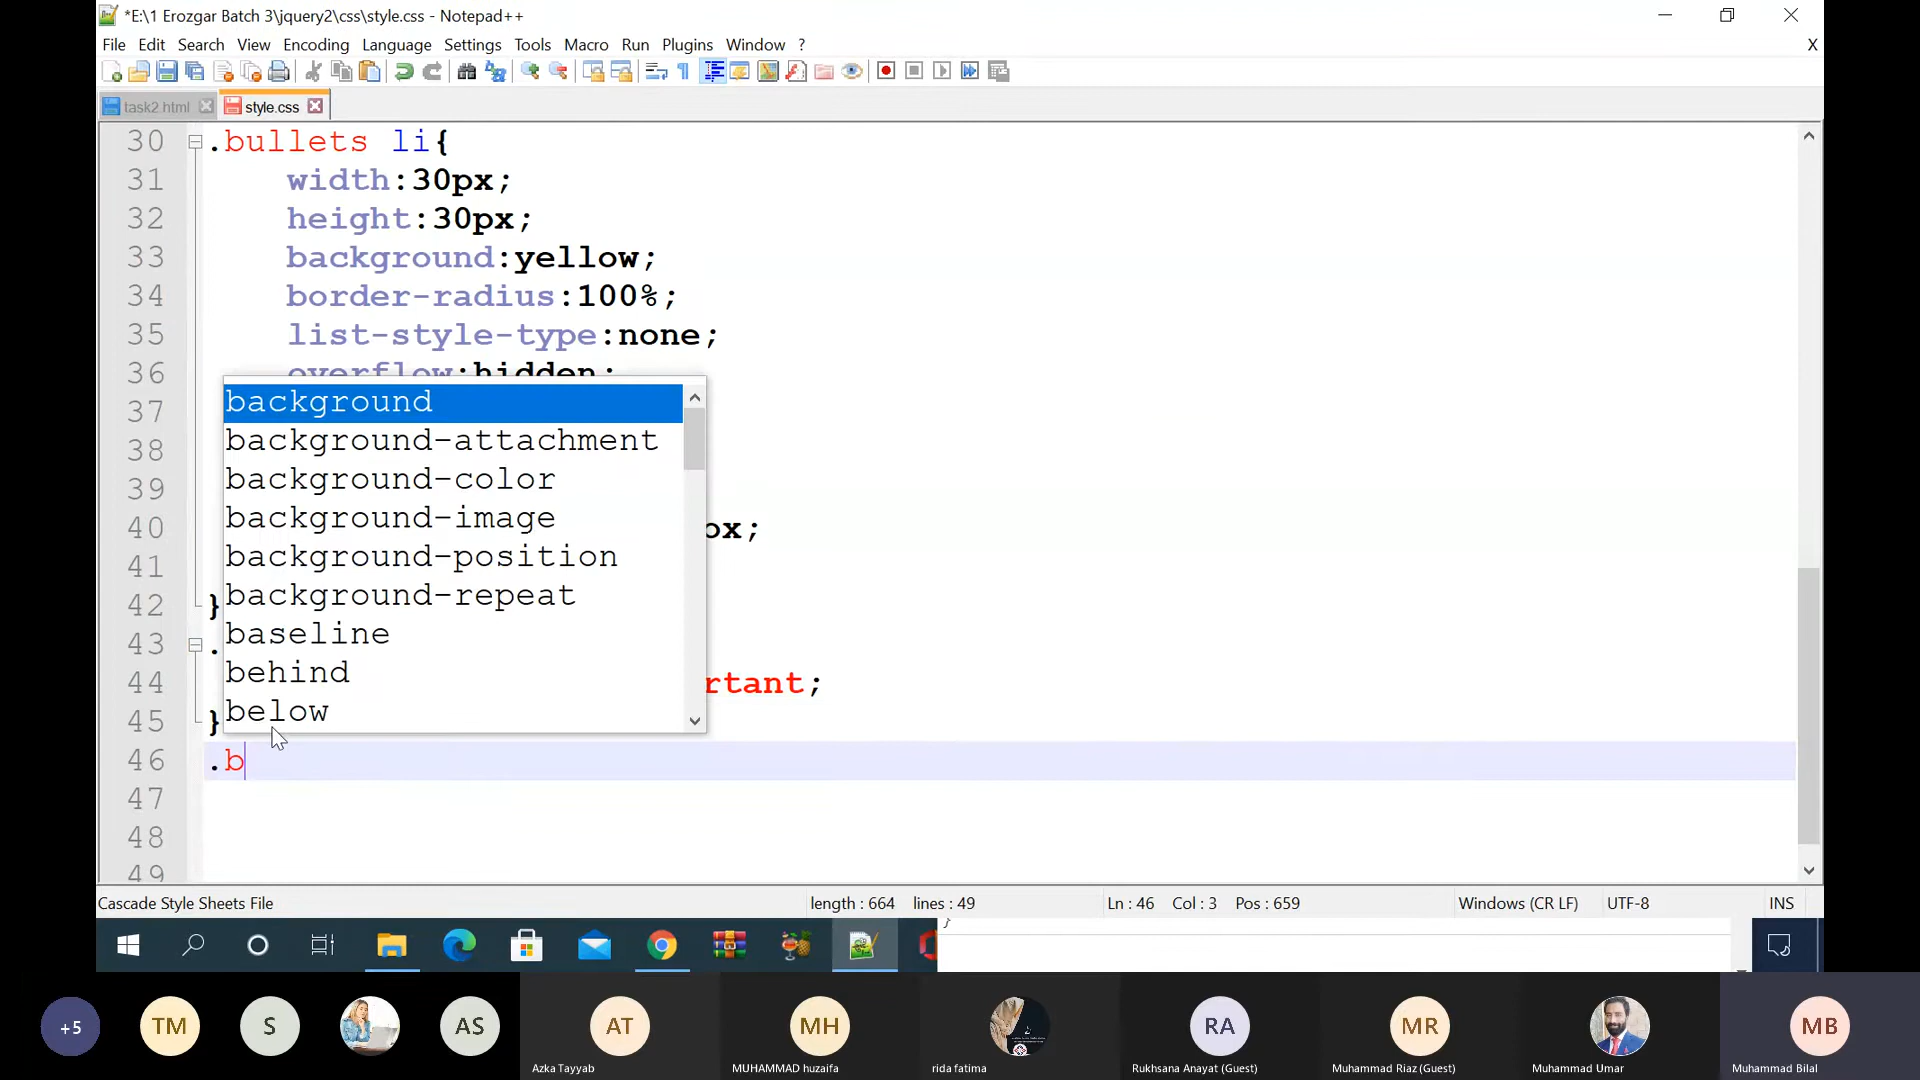 *E:\1 Erozgar Batch 3\jquery2\css\style.css - Notepad++
File Edit Search View Encoding Language Settings Tools Macro Run Plugins Window ? X
task2.html style.css
30 .bullets li{
31 width:30px;
32 height:30px;
33 background:yellow;
34 border-radius:100%;
35 list-style-type:none;
36 overflow:hidden;
background
37
background-attachment
38
background-color
39
background-image
40 ox;
background-position
41
background-repeat
42 }
baseline
43 .
behind
44 rtant;
below
45 }
46 .b
47
48
49
Cascade Style Sheets File length : 664 lines : 49 Ln : 46 Col : 3 Pos : 659 Windows (CR LF) UTF-8 INS
}
+5 TM S AS AT MH RA MR MB
Azka Tayyab MUHAMMAD huzaifa rida fatima Rukhsana Anayat (Guest) Muhammad Riaz (Guest) Muhammad Umar Muhammad Bilal